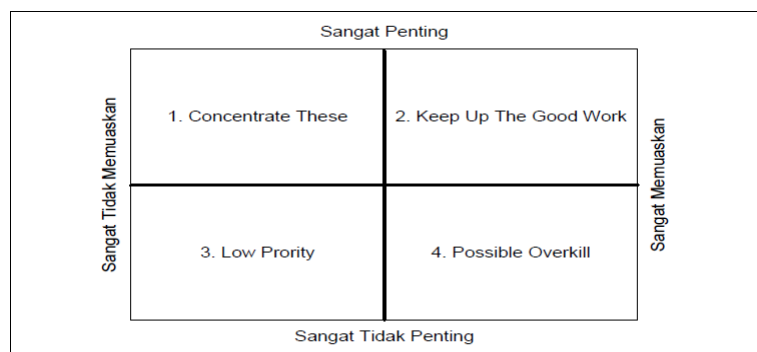 Sangat Penting
1. Concentrate These
2. Keep Up The Good Work
Sangat Tidak Memuaskan
Sangat Memuaskan
3. Low Prority
4. Possible Overkill
Sangat Tidak Penting